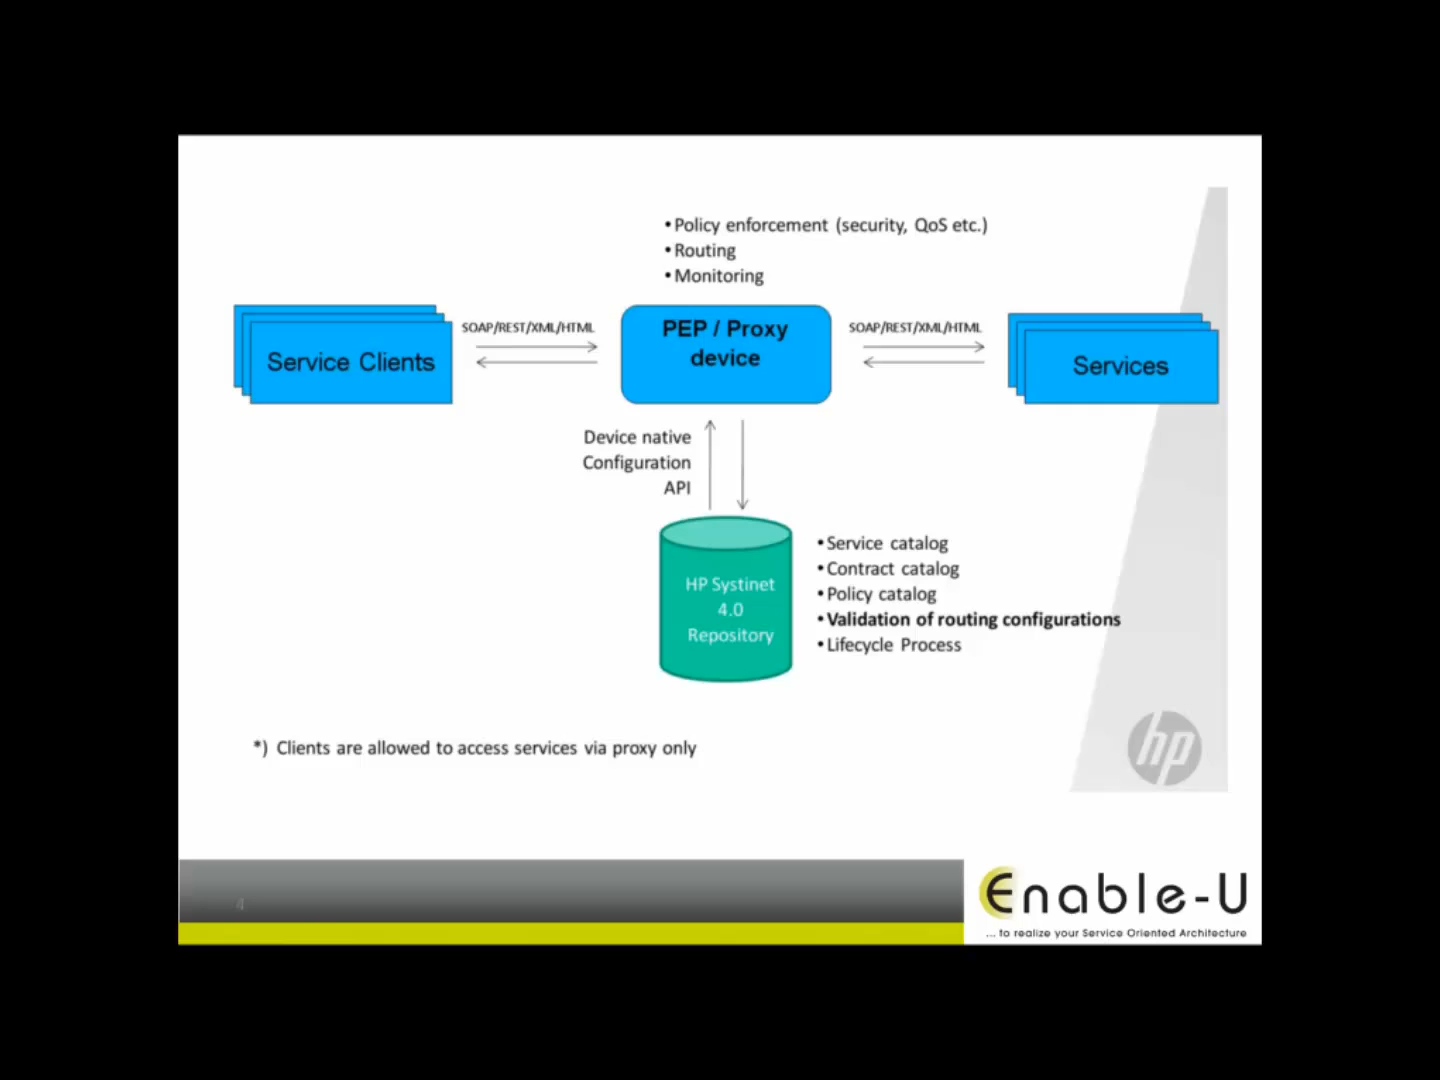 •Policy enforcement (security, QoS etc.)
•Routing
•Monitoring
SOAP/REST/XML/HTML
PEP / Proxy
device
SOAP/REST/XML/HTML
Service Clients
Services
Device native
Configuration
API
HP Systinet
4.0
Repository
•Service catalog
•Contract catalog
•Policy catalog
•Validation of routing configurations
•Lifecycle Process
*) Clients are allowed to access services via proxy only
hp
4
Enable-U
... to realize your Service Oriented Architecture